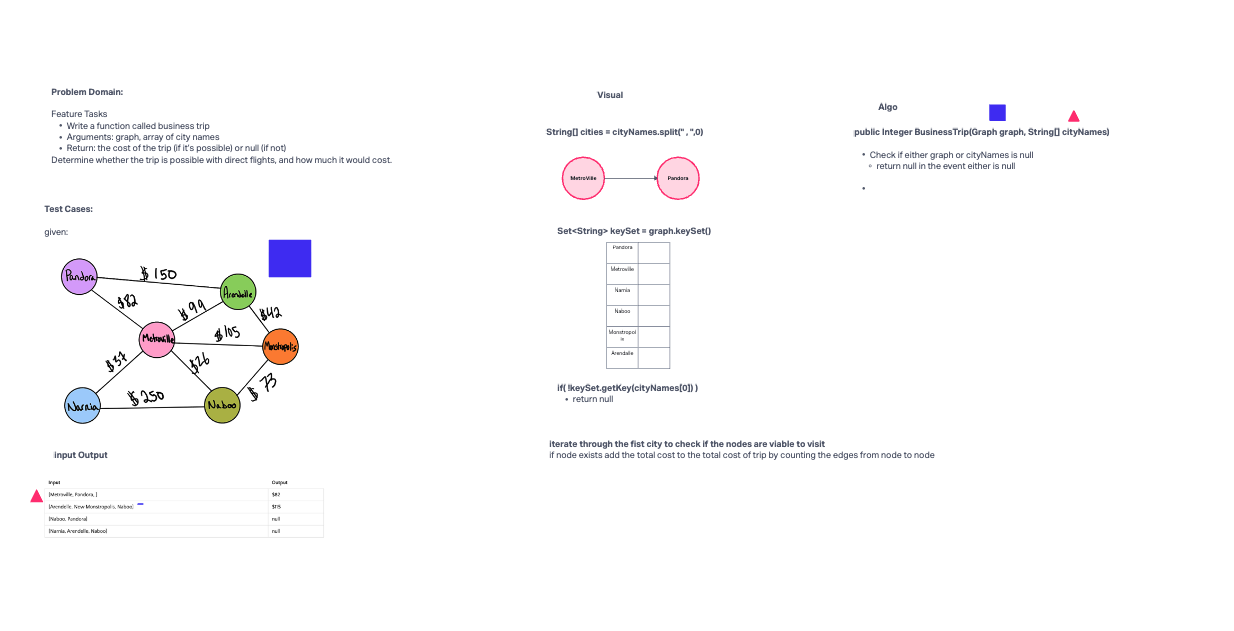 Problem Domain:
Feature Tasks
• Write a function called business trip
• Arguments: graph, array of city names
• Return: the cost of the trip (if it's possible) or null (if not)
Determine whether the trip is possible with direct flights, and how much it would cost.
Test Cases:
given:
Pandora
$ 150
Arendelle
$82
$99
$42
Metroville
$105
Monstropolis
$37
$26
$ 73
Narnia
$ 250
Naboo
input Output
Input Output
[Metroville, Pandora, ] $82
[Arendelle, New Monstropolis, Naboo] $115
[Naboo, Pandora] null
[Narnia, Arendelle, Naboo] null
Visual
String[] cities = cityNames.split(" , ",0)
MetroVille
Pandora
Set<String> keySet = graph.keySet()
Pandora
Metroville
Narnia
Naboo
Monstropol
is
Arendalle
if( !keySet.getKey(cityNames[0]) )
• return null
iterate through the fist city to check if the nodes are viable to visit
if node exists add the total cost to the total cost of trip by counting the edges from node to node
Algo
public Integer BusinessTrip(Graph graph, String[] cityNames)
• Check if either graph or cityNames is null
◦ return null in the event either is null
•